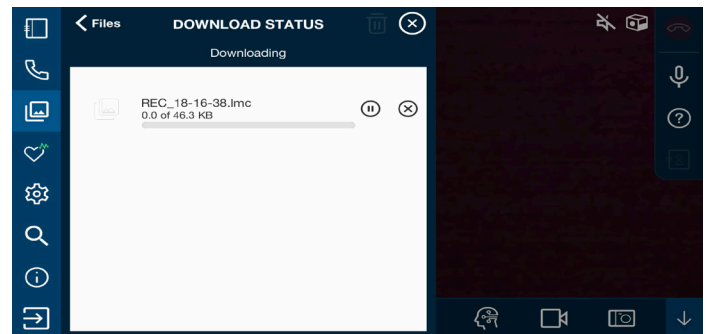 Files
DOWNLOAD STATUS
Downloading
REC_18-16-38.lmc
0.0 of 46.3 KB